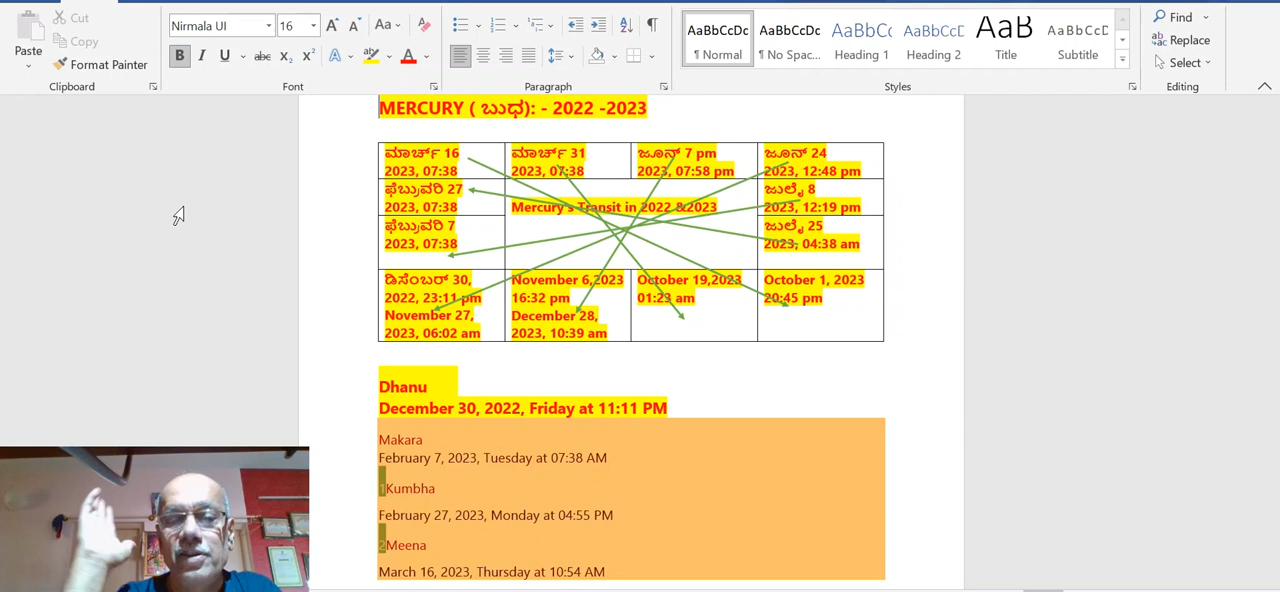 Cut
Copy
Paste
Format Painter
Clipboard
Nirmala UI
16
A
A
Aa
A
B I U abc x₂ x² A A
Font
Paragraph
AaBbCcDc
¶ Normal
AaBbCcDc
¶ No Spac...
AaBbCc
Heading 1
AaBbCcD
Heading 2
AaB
Title
AaBbCcD
Subtitle
Styles
Find
Replace
Select
Editing
MERCURY ( ಬುಧ): - 2022 -2023
ಮಾರ್ಚ್ 16
2023, 07:38
ಮಾರ್ಚ್ 31
2023, 07:38
ಜೂನ್ 7 pm
2023, 07:58 pm
ಜೂನ್ 24
2023, 12:48 pm
ಫೆಬ್ರುವರಿ 27
2023, 07:38
Mercury's Transit in 2022 &2023
ಜುಲೈ 8
2023, 12:19 pm
ಫೆಬ್ರುವರಿ 7
2023, 07:38
ಜುಲೈ 25
2023, 04:38 am
ಡಿಸೆಂಬರ್ 30,
2022, 23:11 pm
November 27,
2023, 06:02 am
November 6,2023
16:32 pm
December 28,
2023, 10:39 am
October 19,2023
01:23 am
October 1, 2023
20:45 pm
Dhanu
December 30, 2022, Friday at 11:11 PM
Makara
February 7, 2023, Tuesday at 07:38 AM
1Kumbha
February 27, 2023, Monday at 04:55 PM
2Meena
March 16, 2023, Thursday at 10:54 AM